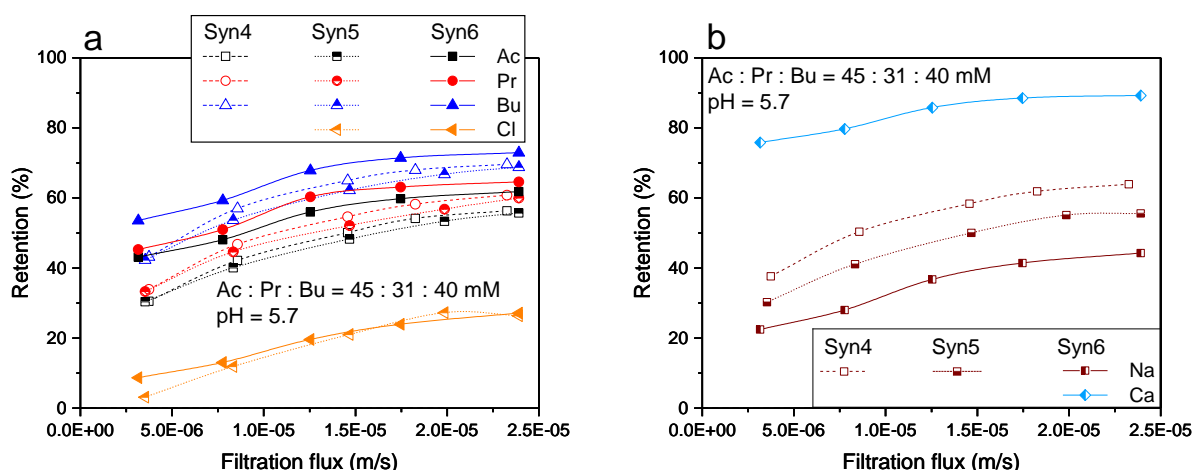 a
Syn4 Syn5 Syn6
Ac
Pr
Bu
Cl
100
80
60
40
20
0
Retention (%)
Ac : Pr : Bu = 45 : 31 : 40 mM
pH = 5.7
0.0E+00 5.0E-06 1.0E-05 1.5E-05 2.0E-05 2.5E-05
Filtration flux (m/s)
b
Ac : Pr : Bu = 45 : 31 : 40 mM
pH = 5.7
100
80
60
40
20
0
Retention (%)
Syn4 Syn5 Syn6
Na
Ca
0.0E+00 5.0E-06 1.0E-05 1.5E-05 2.0E-05 2.5E-05
Filtration flux (m/s)